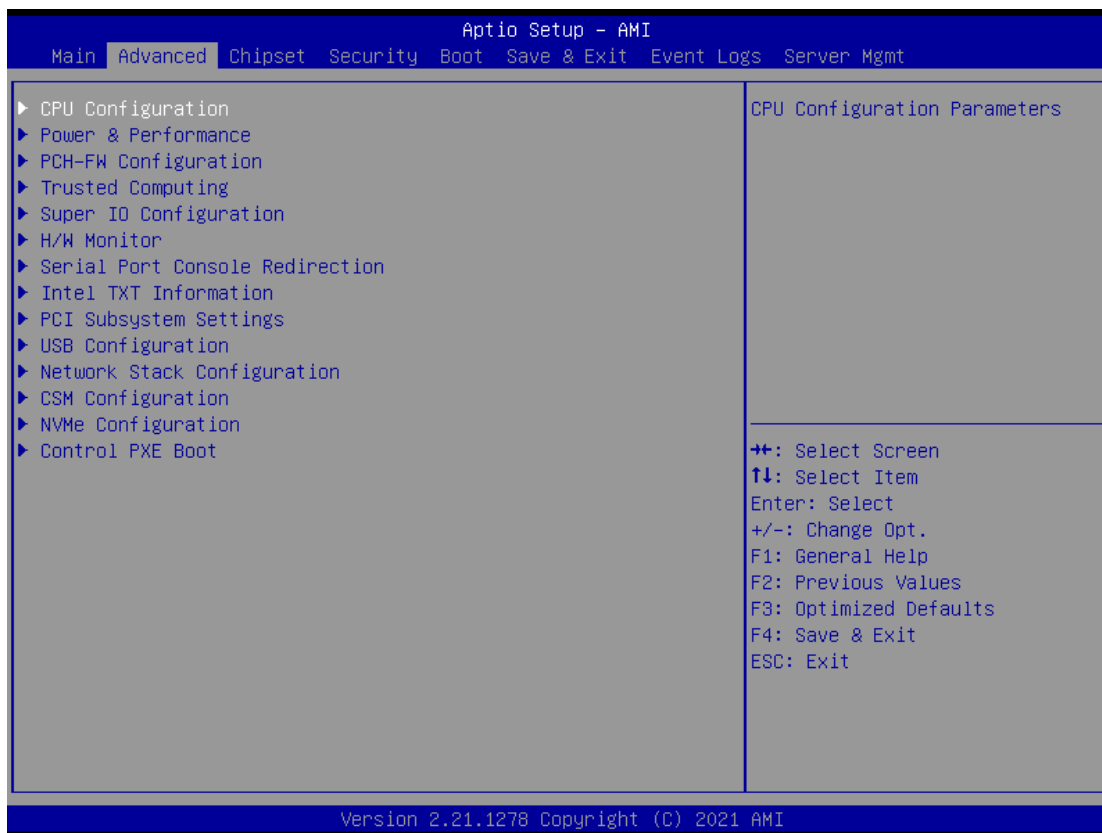 Aptio Setup – AMI
Main Advanced Chipset Security Boot Save & Exit Event Logs Server Mgmt
▶ CPU Configuration
▶ Power & Performance
▶ PCH-FW Configuration
▶ Trusted Computing
▶ Super IO Configuration
▶ H/W Monitor
▶ Serial Port Console Redirection
▶ Intel TXT Information
▶ PCI Subsystem Settings
▶ USB Configuration
▶ Network Stack Configuration
▶ CSM Configuration
▶ NVMe Configuration
▶ Control PXE Boot
CPU Configuration Parameters
→←: Select Screen
↑↓: Select Item
Enter: Select
+/-: Change Opt.
F1: General Help
F2: Previous Values
F3: Optimized Defaults
F4: Save & Exit
ESC: Exit
Version 2.21.1278 Copyright (C) 2021 AMI